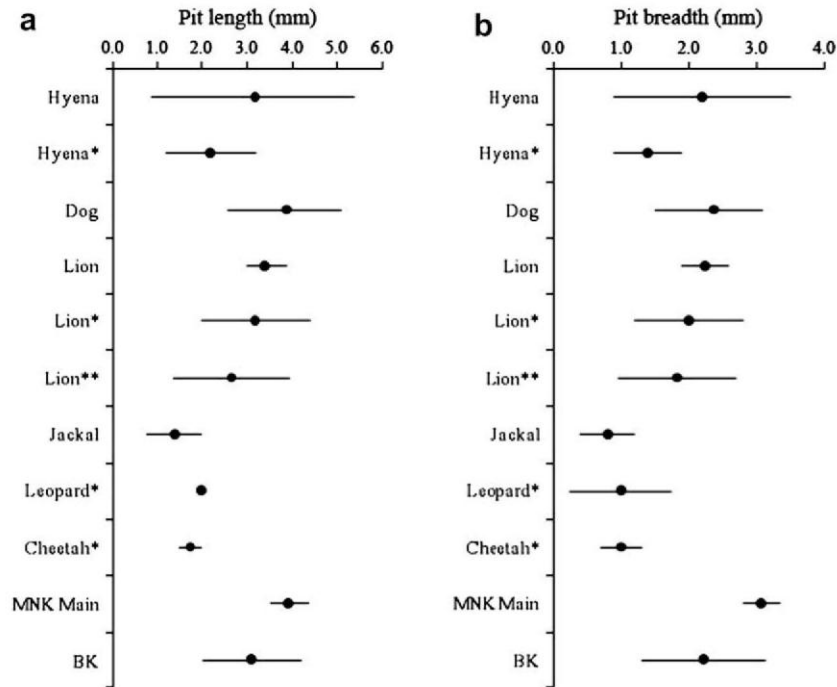 a
Pit length (mm)
0.0 1.0 2.0 3.0 4.0 5.0 6.0
Hyena
Hyena*
Dog
Lion
Lion*
Lion**
Jackal
Leopard*
Cheetah*
MNK Main
BK
b
Pit breadth (mm)
0.0 1.0 2.0 3.0 4.0
Hyena
Hyena*
Dog
Lion
Lion*
Lion**
Jackal
Leopard*
Cheetah*
MNK Main
BK